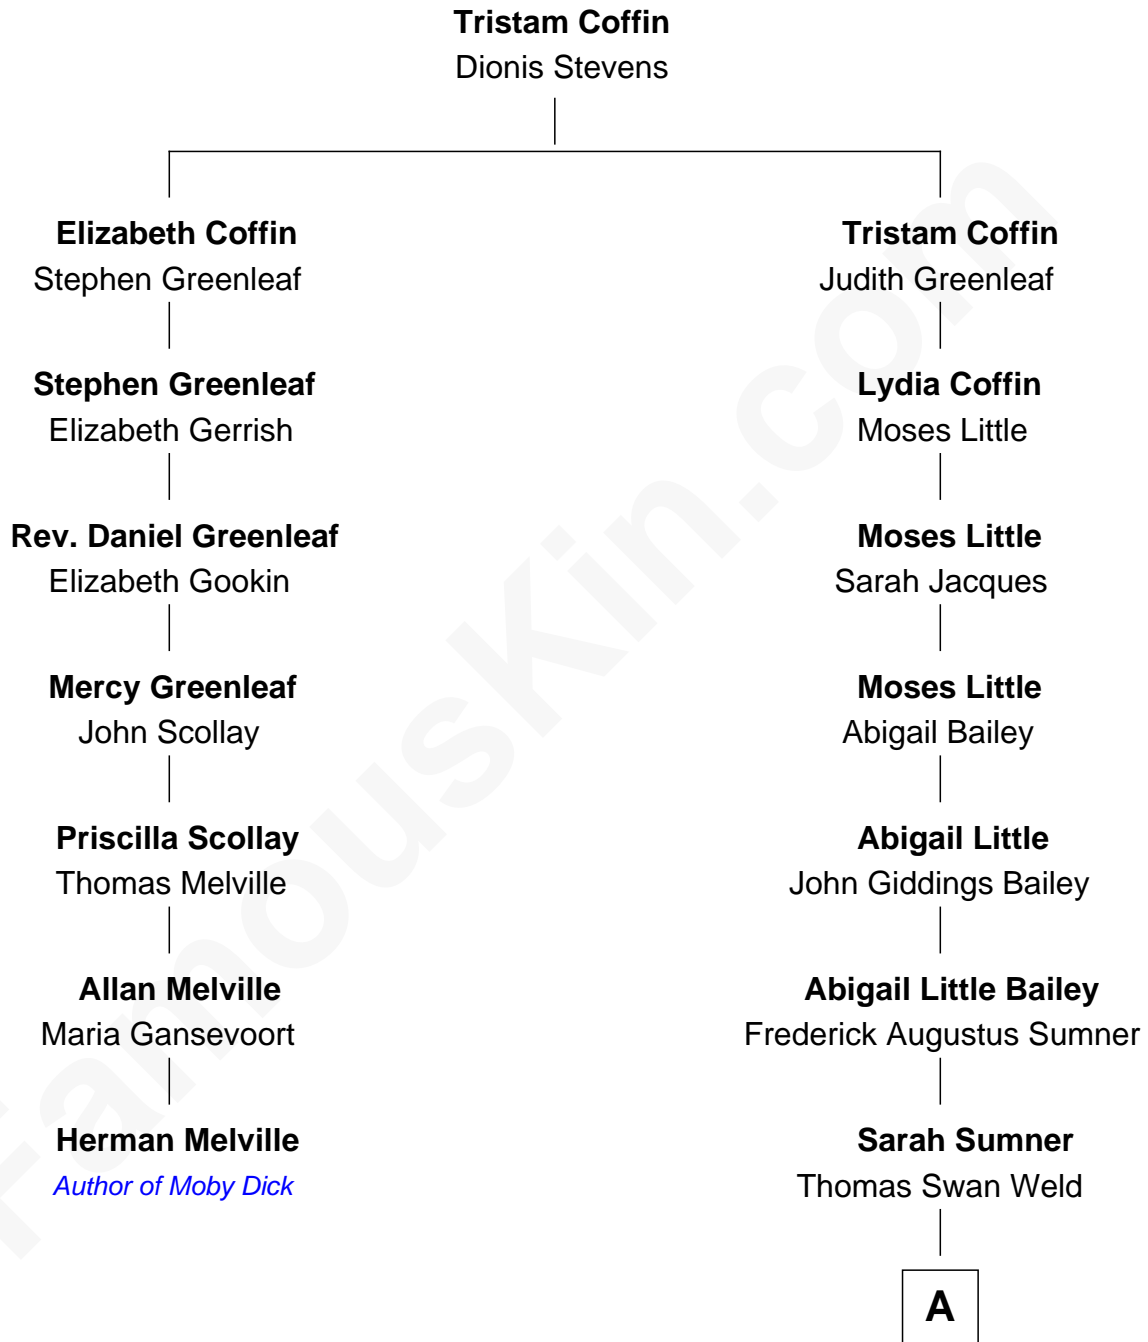 Tristam Coffin
Dionis Stevens
Elizabeth Coffin
Stephen Greenleaf
Stephen Greenleaf
Elizabeth Gerrish
Rev. Daniel Greenleaf
Elizabeth Gookin
Mercy Greenleaf
John Scollay
Priscilla Scollay
Thomas Melville
Allan Melville
Maria Gansevoort
Herman Melville
Author of Moby Dick
Tristam Coffin
Judith Greenleaf
Lydia Coffin
Moses Little
Moses Little
Sarah Jacques
Moses Little
Abigail Bailey
Abigail Little
John Giddings Bailey
Abigail Little Bailey
Frederick Augustus Sumner
Sarah Sumner
Thomas Swan Weld
A
FamousKin.com